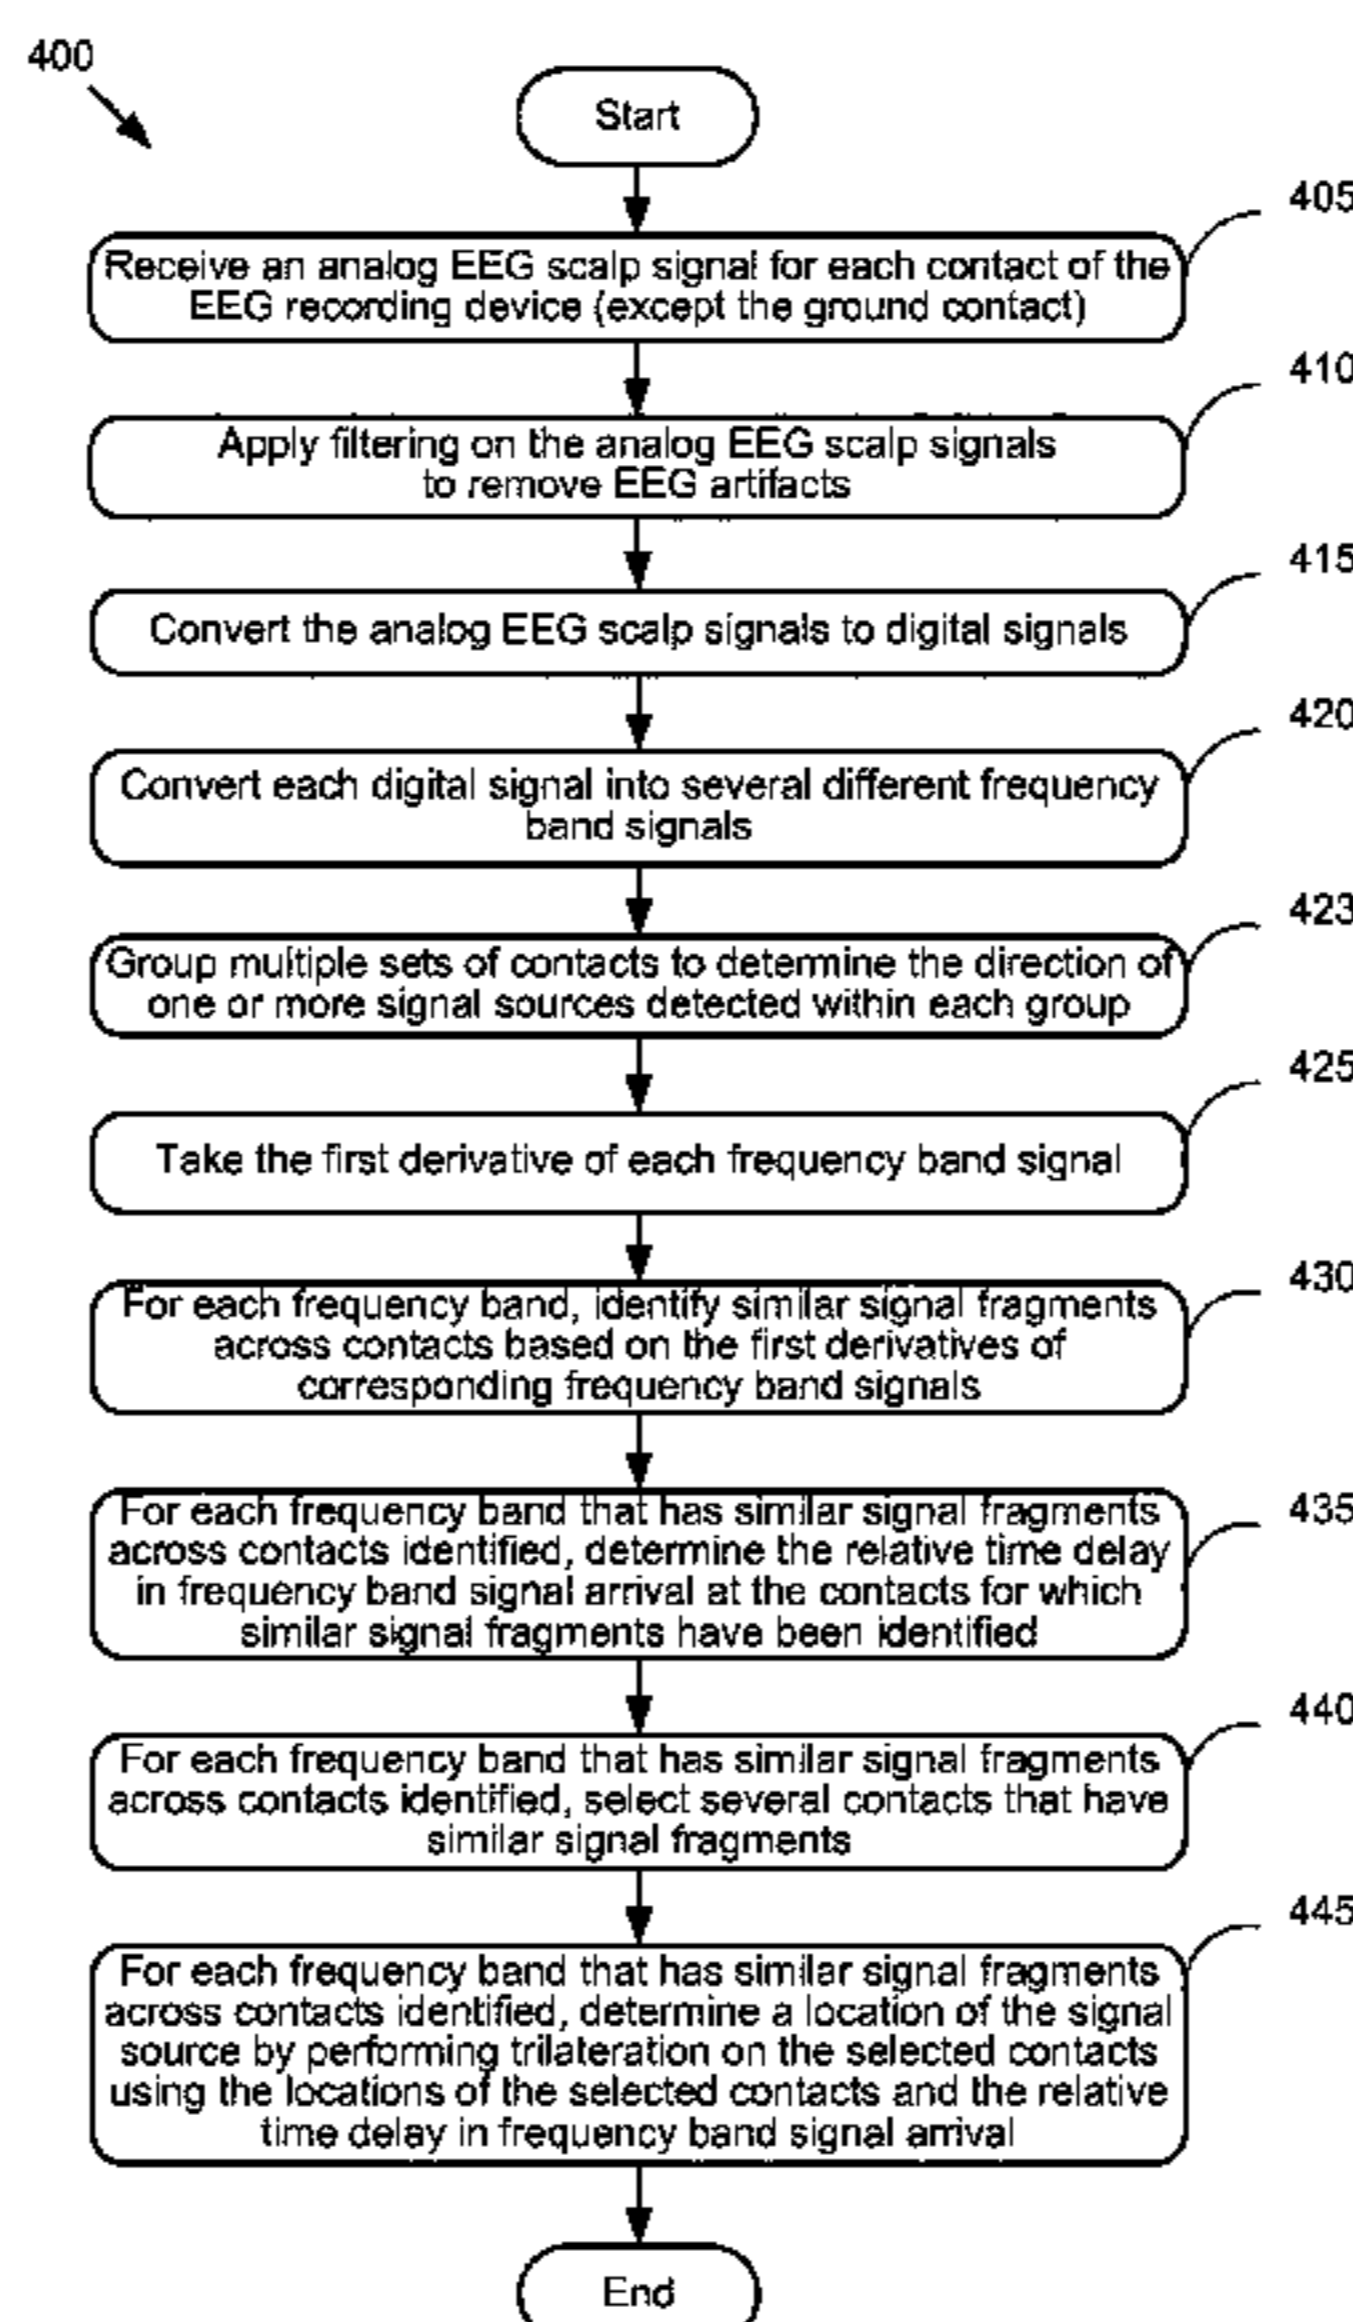 400
Start
405
Receive an analog EEG scalp signal for each contact of the
EEG recording device (except the ground contact)
410
Apply filtering on the analog EEG scalp signals
to remove EEG artifacts
415
Convert the analog EEG scalp signals to digital signals
420
Convert each digital signal into several different frequency
band signals
423
Group multiple sets of contacts to determine the direction of
one or more signal sources detected within each group
425
Take the first derivative of each frequency band signal
430
For each frequency band, identify similar signal fragments
across contacts based on the first derivatives of
corresponding frequency band signals
435
For each frequency band that has similar signal fragments
across contacts identified, determine the relative time delay
in frequency band signal arrival at the contacts for which
similar signal fragments have been identified
440
For each frequency band that has similar signal fragments
across contacts identified, select several contacts that have
similar signal fragments
445
For each frequency band that has similar signal fragments
across contacts identified, determine a location of the signal
source by performing trilateration on the selected contacts
using the locations of the selected contacts and the relative
time delay in frequency band signal arrival
End